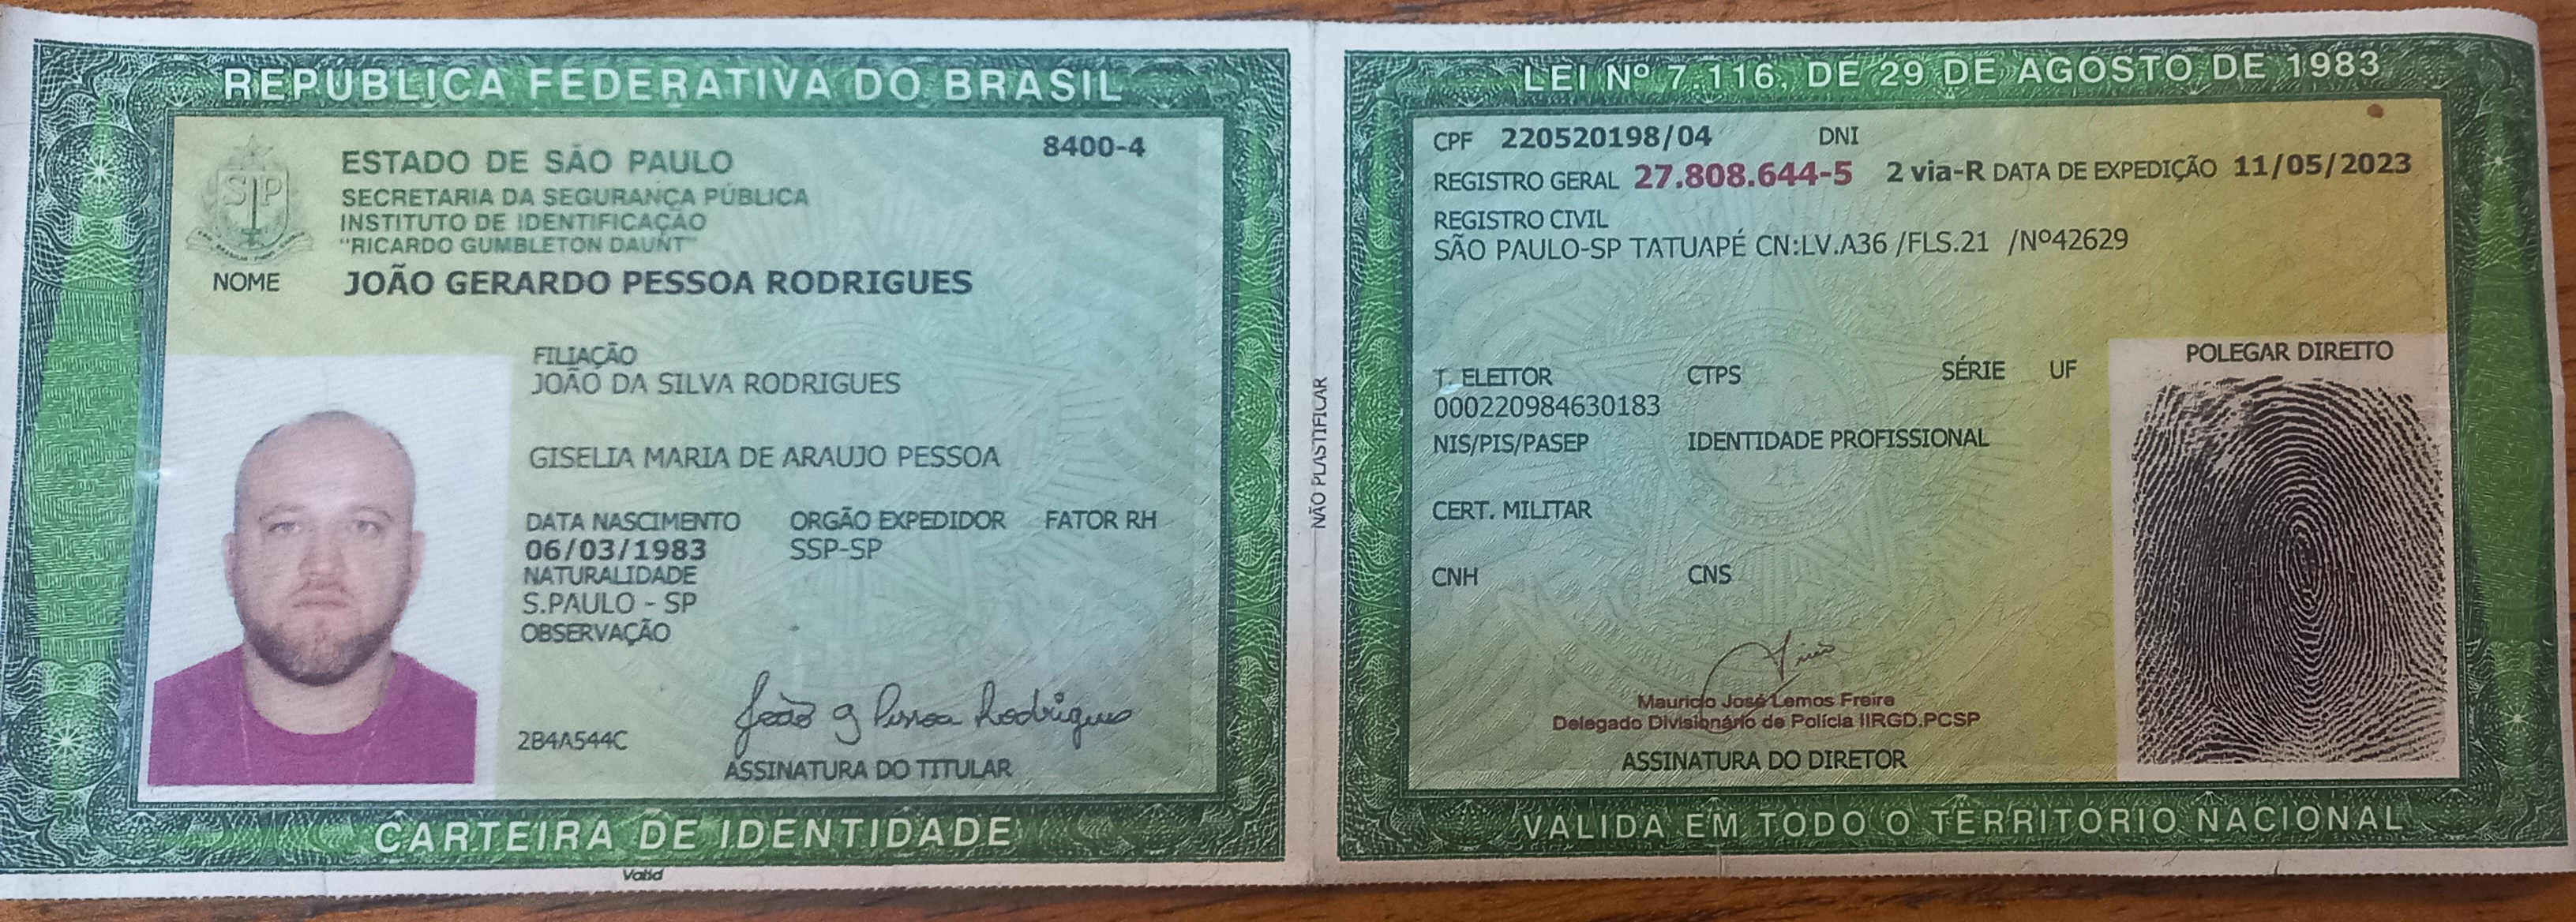 REPÚBLICA FEDERATIVA DO BRASIL
8400-4
SP
ESTADO DE SÃO PAULO
SECRETARIA DA SEGURANÇA PÚBLICA
INSTITUTO DE IDENTIFICAÇÃO
"RICARDO GUMBLETON DAUNT"
NOME JOÃO GERARDO PESSOA RODRIGUES
FILIAÇÃO
JOÃO DA SILVA RODRIGUES
GISELIA MARIA DE ARAUJO PESSOA
DATA NASCIMENTO ORGÃO EXPEDIDOR FATOR RH
06/03/1983 SSP-SP
NATURALIDADE
S.PAULO - SP
OBSERVAÇÃO
João g Pessoa Rodrigues
2B4A544C
ASSINATURA DO TITULAR
CARTEIRA DE IDENTIDADE
Valid
NÃO PLASTIFICAR
LEI Nº 7.116, DE 29 DE AGOSTO DE 1983
CPF 220520198/04 DNI
REGISTRO GERAL 27.808.644-5 2 via-R DATA DE EXPEDIÇÃO 11/05/2023
REGISTRO CIVIL
SÃO PAULO-SP TATUAPÉ CN:LV.A36 /FLS.21 /Nº42629
POLEGAR DIREITO
T. ELEITOR CTPS SÉRIE UF
000220984630183
NIS/PIS/PASEP IDENTIDADE PROFISSIONAL
CERT. MILITAR
CNH CNS
Mauricio José Lemos Freire
Delegado Divisionário de Polícia IIRGD.PCSP
ASSINATURA DO DIRETOR
VALIDA EM TODO O TERRITORIO NACIONAL